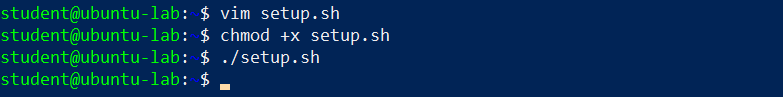 student@ubuntu-lab:~$ vim setup.sh
student@ubuntu-lab:~$ chmod +x setup.sh
student@ubuntu-lab:~$ ./setup.sh
student@ubuntu-lab:~$